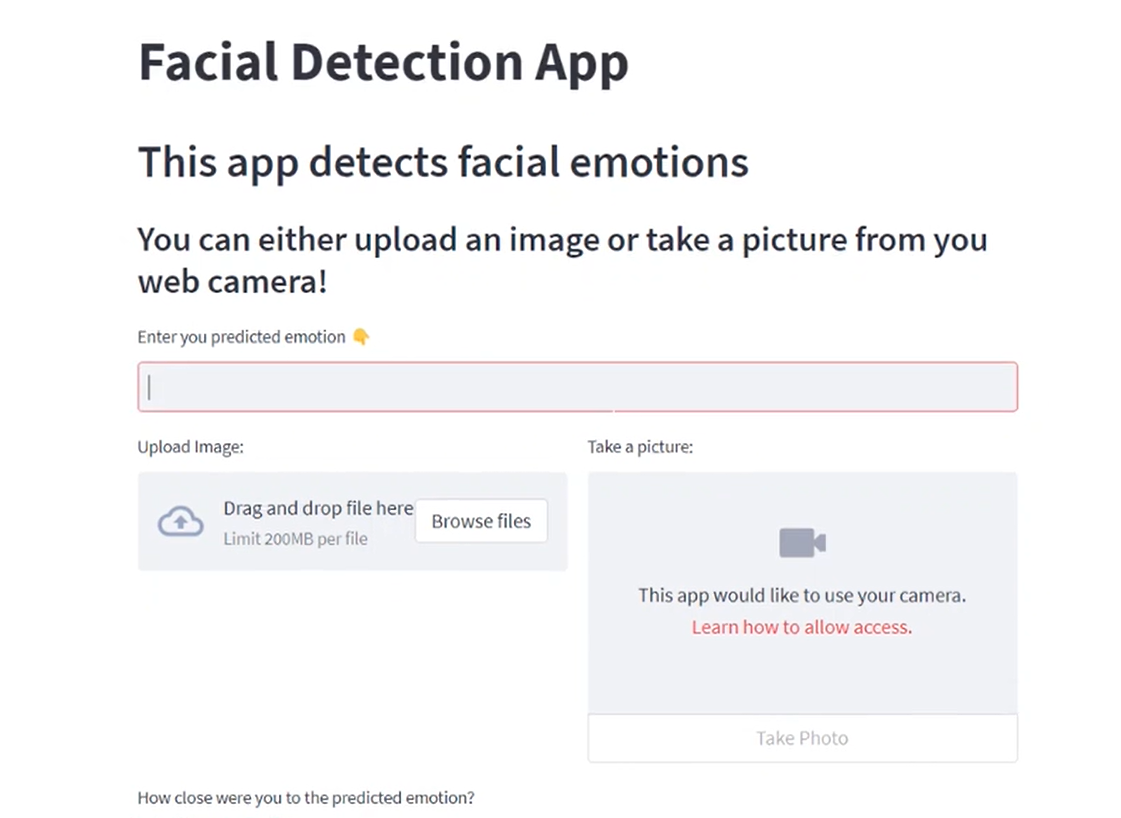 Facial Detection App
This app detects facial emotions
You can either upload an image or take a picture from you
web camera!
Enter you predicted emotion 👇
Upload Image:
Take a picture:
Drag and drop file here
Limit 200MB per file
Browse files
This app would like to use your camera.
Learn how to allow access.
Take Photo
How close were you to the predicted emotion?